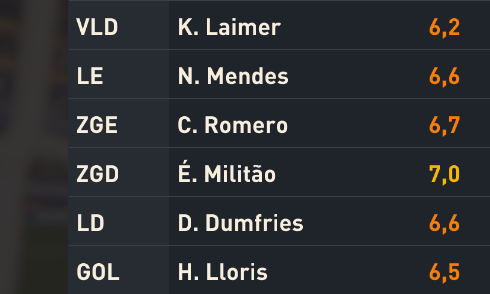 VLD K. Laimer 6,2
LE N. Mendes 6,6
ZGE C. Romero 6,7
ZGD É. Militão 7,0
LD D. Dumfries 6,6
GOL H. Lloris 6,5